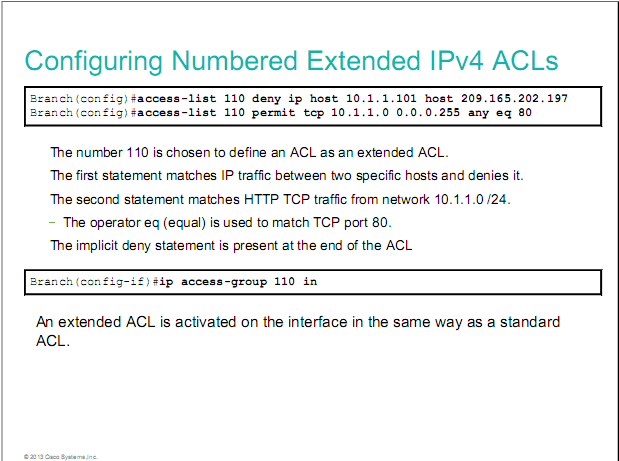 Configuring Numbered Extended IPv4 ACLs
Branch(config)#access-list 110 deny ip host 10.1.1.101 host 209.165.202.197
Branch(config)#access-list 110 permit tcp 10.1.1.0 0.0.0.255 any eq 80
The number 110 is chosen to define an ACL as an extended ACL.
The first statement matches IP traffic between two specific hosts and denies it.
The second statement matches HTTP TCP traffic from network 10.1.1.0 /24.
– The operator eq (equal) is used to match TCP port 80.
The implicit deny statement is present at the end of the ACL
Branch(config-if)#ip access-group 110 in
An extended ACL is activated on the interface in the same way as a standard
ACL.
© 2013 Cisco Systems, Inc.